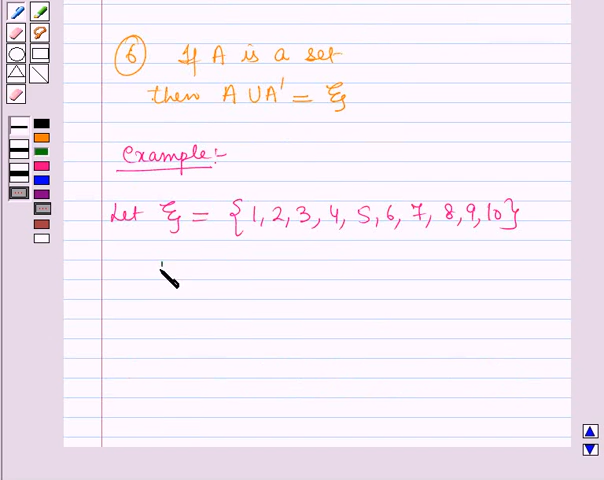 ⑥ If A is a set
then A ∪ A' = ξ
Example:-
Let ξ = {1, 2, 3, 4, 5, 6, 7, 8, 9, 10}